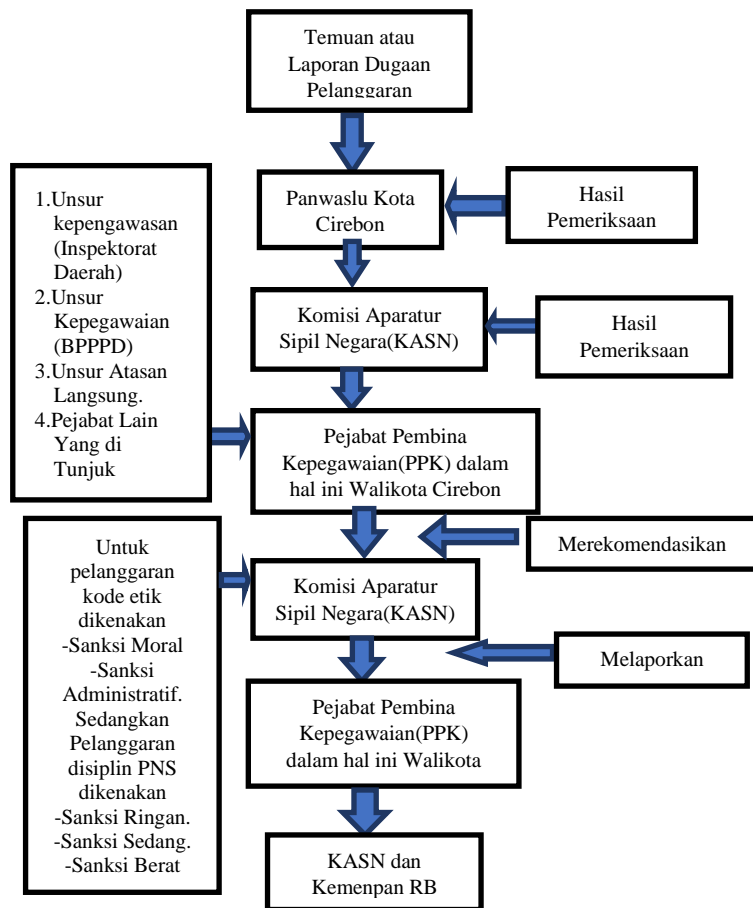 Temuan atau
Laporan Dugaan
Pelanggaran
Panwaslu Kota
Cirebon
Hasil
Pemeriksaan
1.Unsur
kepengawasan
(Inspektorat
Daerah)
2.Unsur
Kepegawaian
(BPPPD)
3.Unsur Atasan
Langsung.
4.Pejabat Lain
Yang di
Tunjuk
Komisi Aparatur
Sipil Negara(KASN)
Hasil
Pemeriksaan
Pejabat Pembina
Kepegawaian(PPK) dalam
hal ini Walikota Cirebon
Merekomendasikan
Untuk
pelanggaran
kode etik
dikenakan
-Sanksi Moral
-Sanksi
Administratif.
Sedangkan
Pelanggaran
disiplin PNS
dikenakan
-Sanksi Ringan.
-Sanksi Sedang.
-Sanksi Berat
Komisi Aparatur
Sipil Negara(KASN)
Melaporkan
Pejabat Pembina
Kepegawaian(PPK)
dalam hal ini Walikota
KASN dan
Kemenpan RB